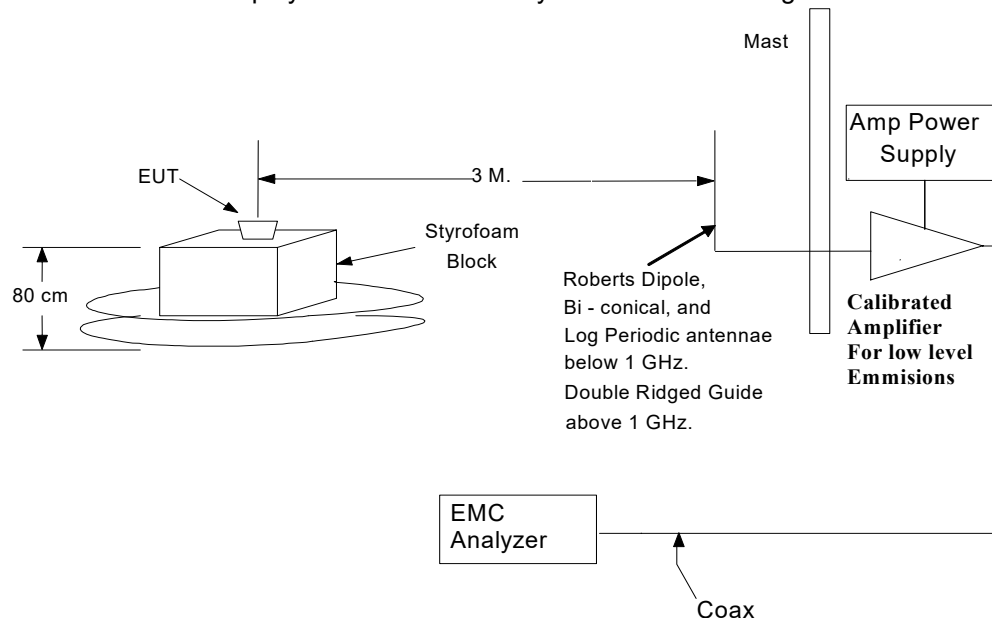 Mast
Amp Power
Supply
EUT
3 M.
Styrofoam
Block
80 cm
Roberts Dipole,
Bi - conical, and
Log Periodic antennae
below 1 GHz.
Double Ridged Guide
above 1 GHz.
Calibrated
Amplifier
For low level
Emmisions
EMC
Analyzer
Coax